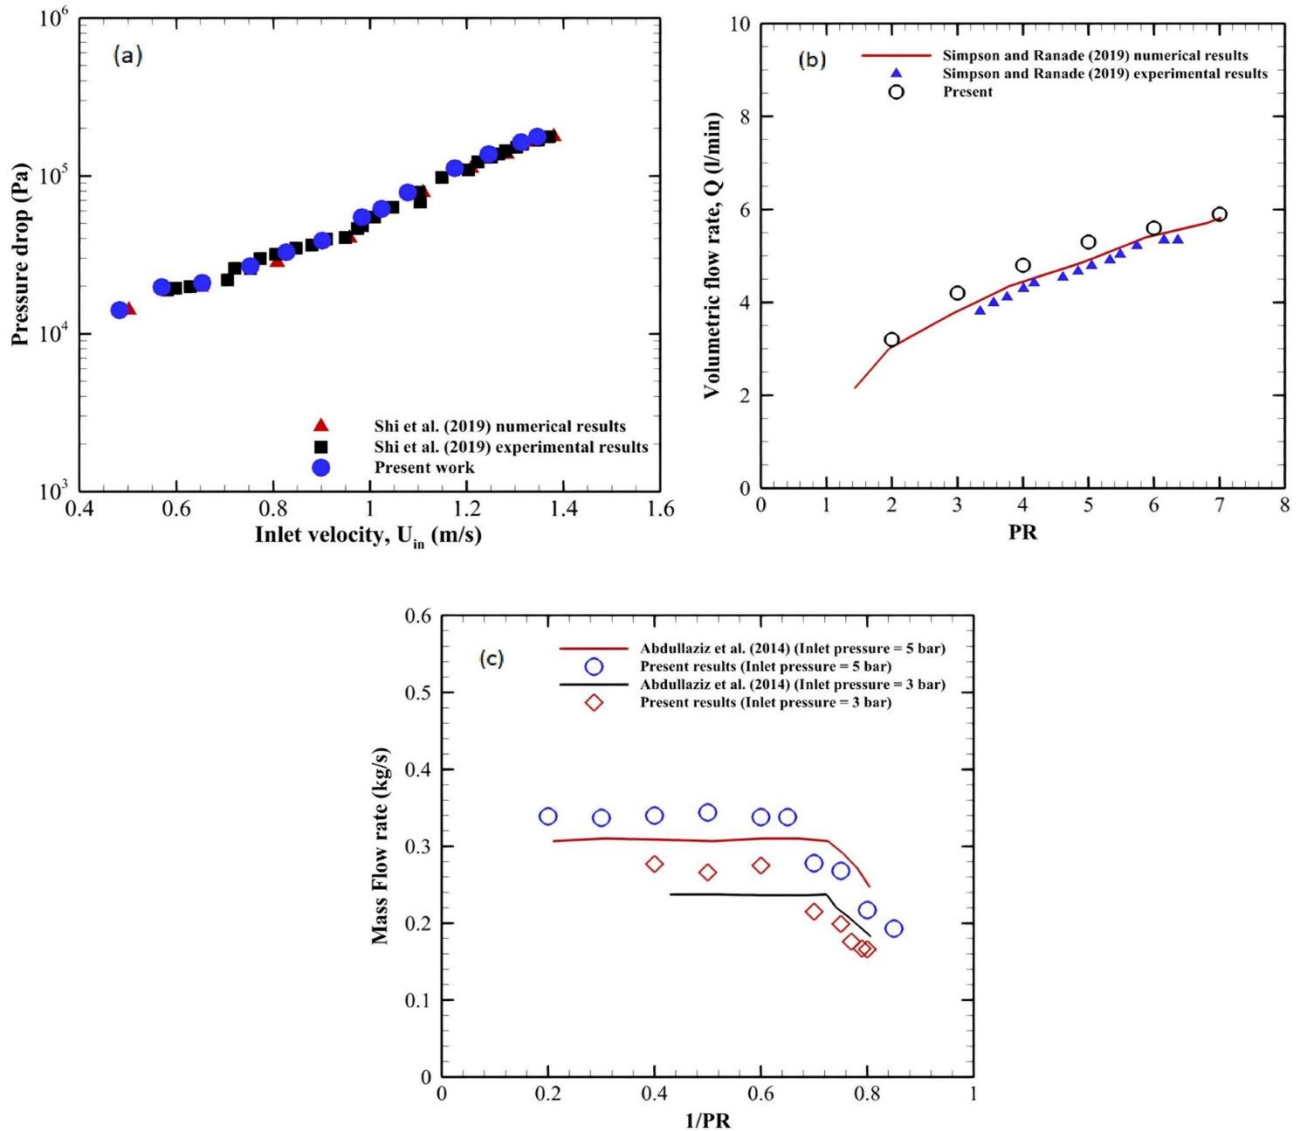 (a)
10^6
10^5
10^4
10^3
Pressure drop (Pa)
Shi et al. (2019) numerical results
Shi et al. (2019) experimental results
Present work
0.4 0.6 0.8 1 1.2 1.4 1.6
Inlet velocity, U_in (m/s)
(b)
10
8
6
4
2
0
Volumetric flow rate, Q (l/min)
Simpson and Ranade (2019) numerical results
Simpson and Ranade (2019) experimental results
Present
0 1 2 3 4 5 6 7 8
PR
(c)
0.6
0.5
0.4
0.3
0.2
0.1
0
Mass Flow rate (kg/s)
Abdullaziz et al. (2014) (Inlet pressure = 5 bar)
Present results (Inlet pressure = 5 bar)
Abdullaziz et al. (2014) (Inlet pressure = 3 bar)
Present results (Inlet pressure = 3 bar)
0 0.2 0.4 0.6 0.8 1
1/PR